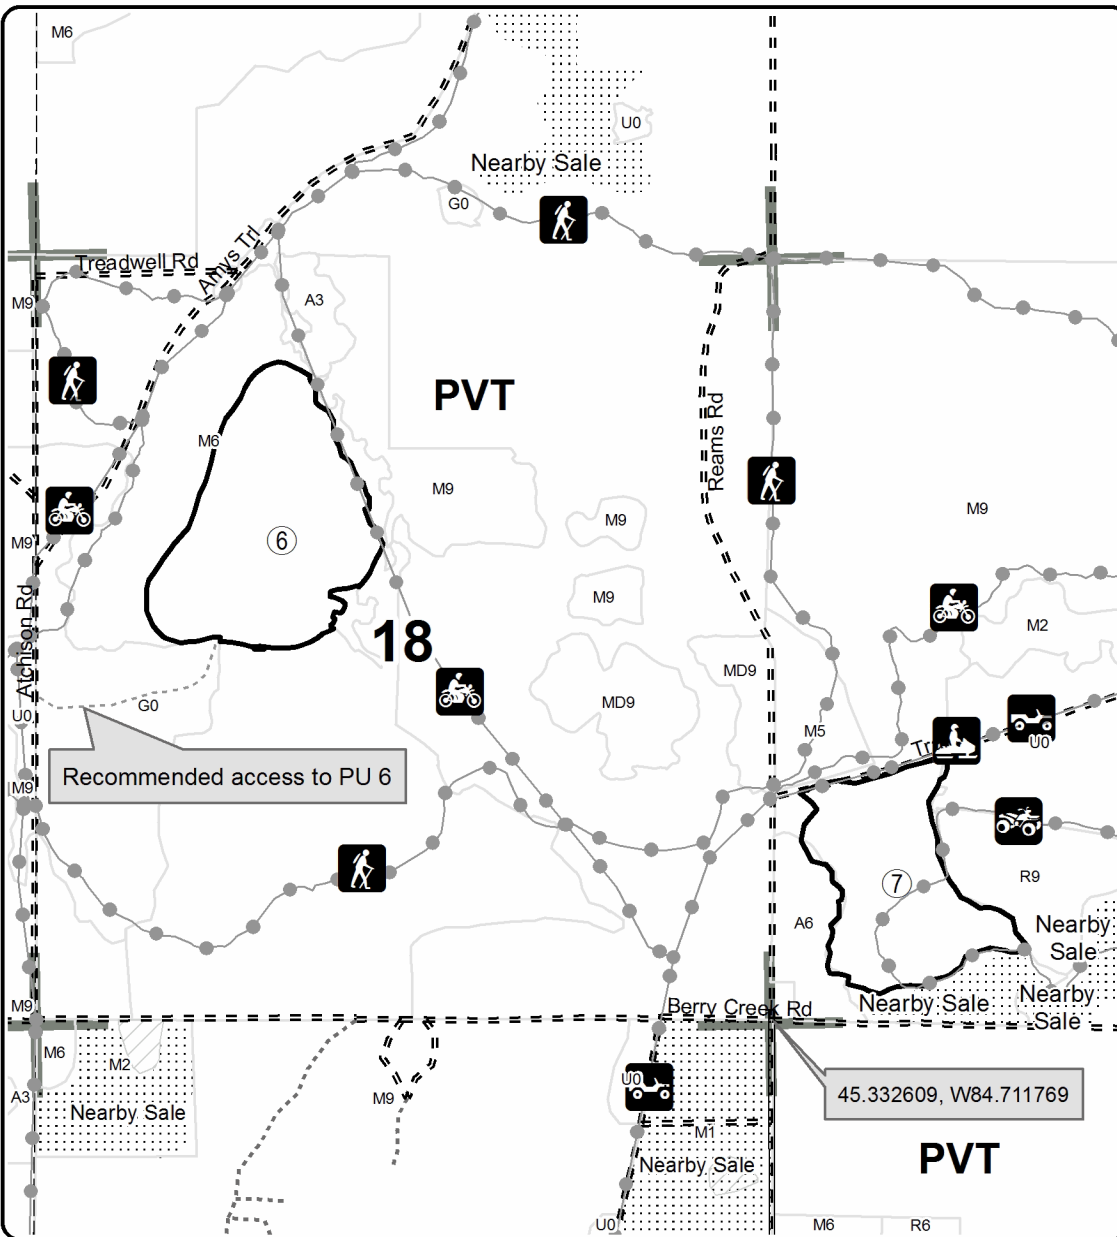 M6
U0
Nearby Sale
G0
Treadwell Rd
Amys Trl
M9
A3
PVT
M6
Reams Rd
M9
M9
M9
6
M9
M9
Atchison Rd
18
M2
MD9
MD9
G0
U0
M5
U0
Recommended access to PU 6
M9
7
R9
A6
Nearby
Sale
M9
Berry Creek Rd
Nearby Sale
Nearby
Sale
M6
M2
A3
M9
U0
45.332609, W84.711769
Nearby Sale
M1
Nearby Sale
PVT
U0
M6
R6